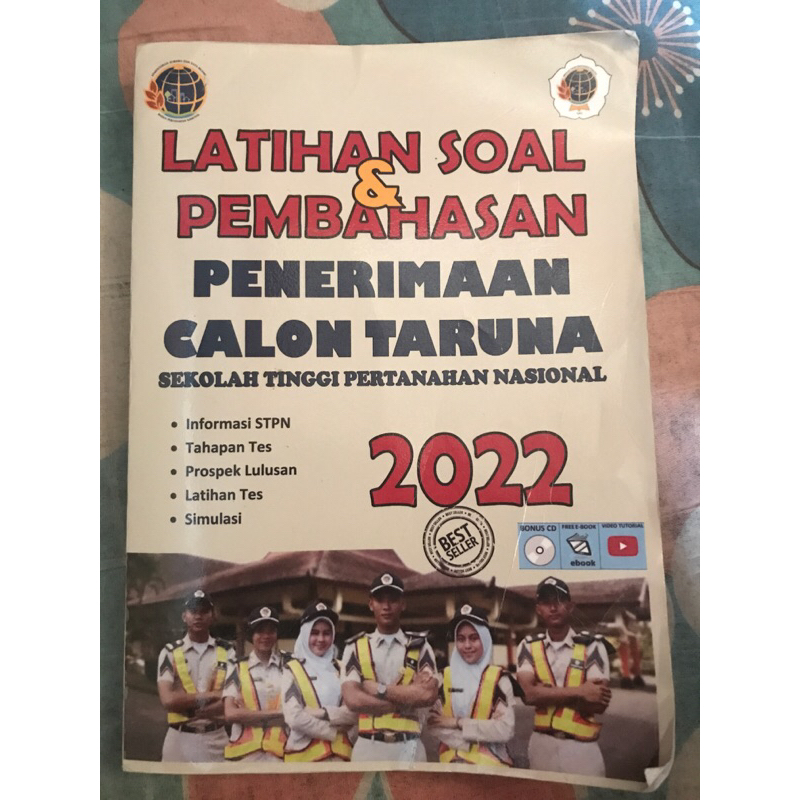 LATIHAN SOAL
&
PEMBAHASAN
PENERIMAAN
CALON TARUNA
SEKOLAH TINGGI PERTANAHAN NASIONAL
• Informasi STPN
• Tahapan Tes
• Prospek Lulusan
• Latihan Tes
• Simulasi
2022
BEST
SELLER
BONUS CD
FREE E-BOOK
ebook
VIDEO TUTORIAL